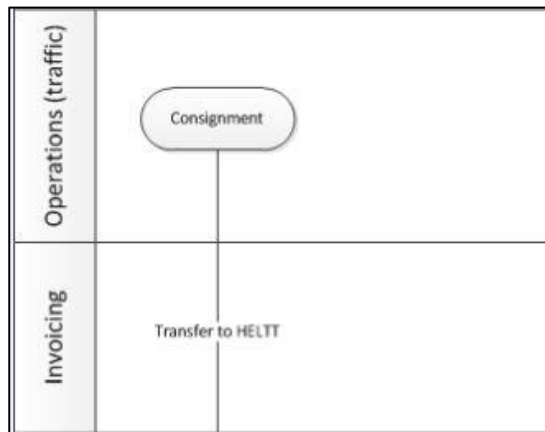 Operations (traffic)
Consignment
Invoicing
Transfer to HELTT